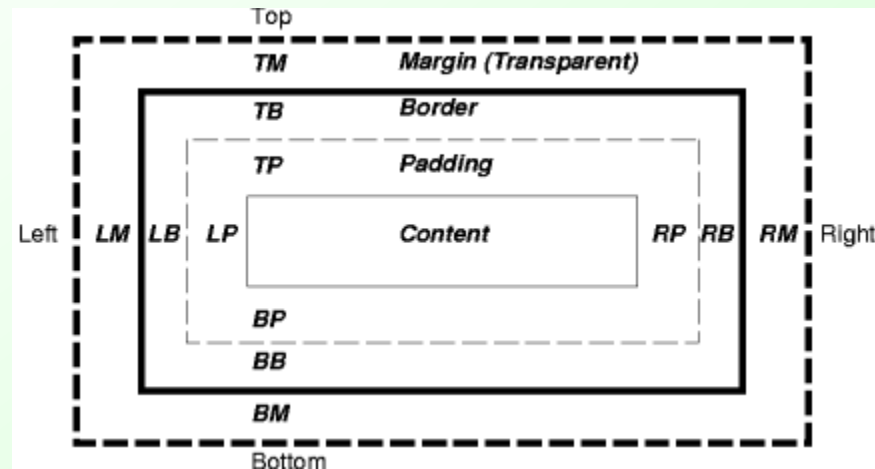 Top
TM Margin (Transparent)
TB Border
TP Padding
Left LM LB LP Content RP RB RM Right
BP
BB
BM
Bottom